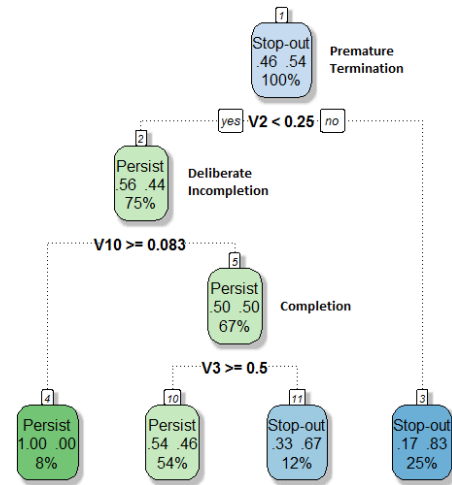 1
Stop-out
.46 .54
100%
Premature
Termination
yes V2 < 0.25 no
2
Persist
.56 .44
75%
Deliberate
Incompletion
V10 >= 0.083
5
Persist
.50 .50
67%
Completion
V3 >= 0.5
4
Persist
1.00 .00
8%
10
Persist
.54 .46
54%
11
Stop-out
.33 .67
12%
3
Stop-out
.17 .83
25%